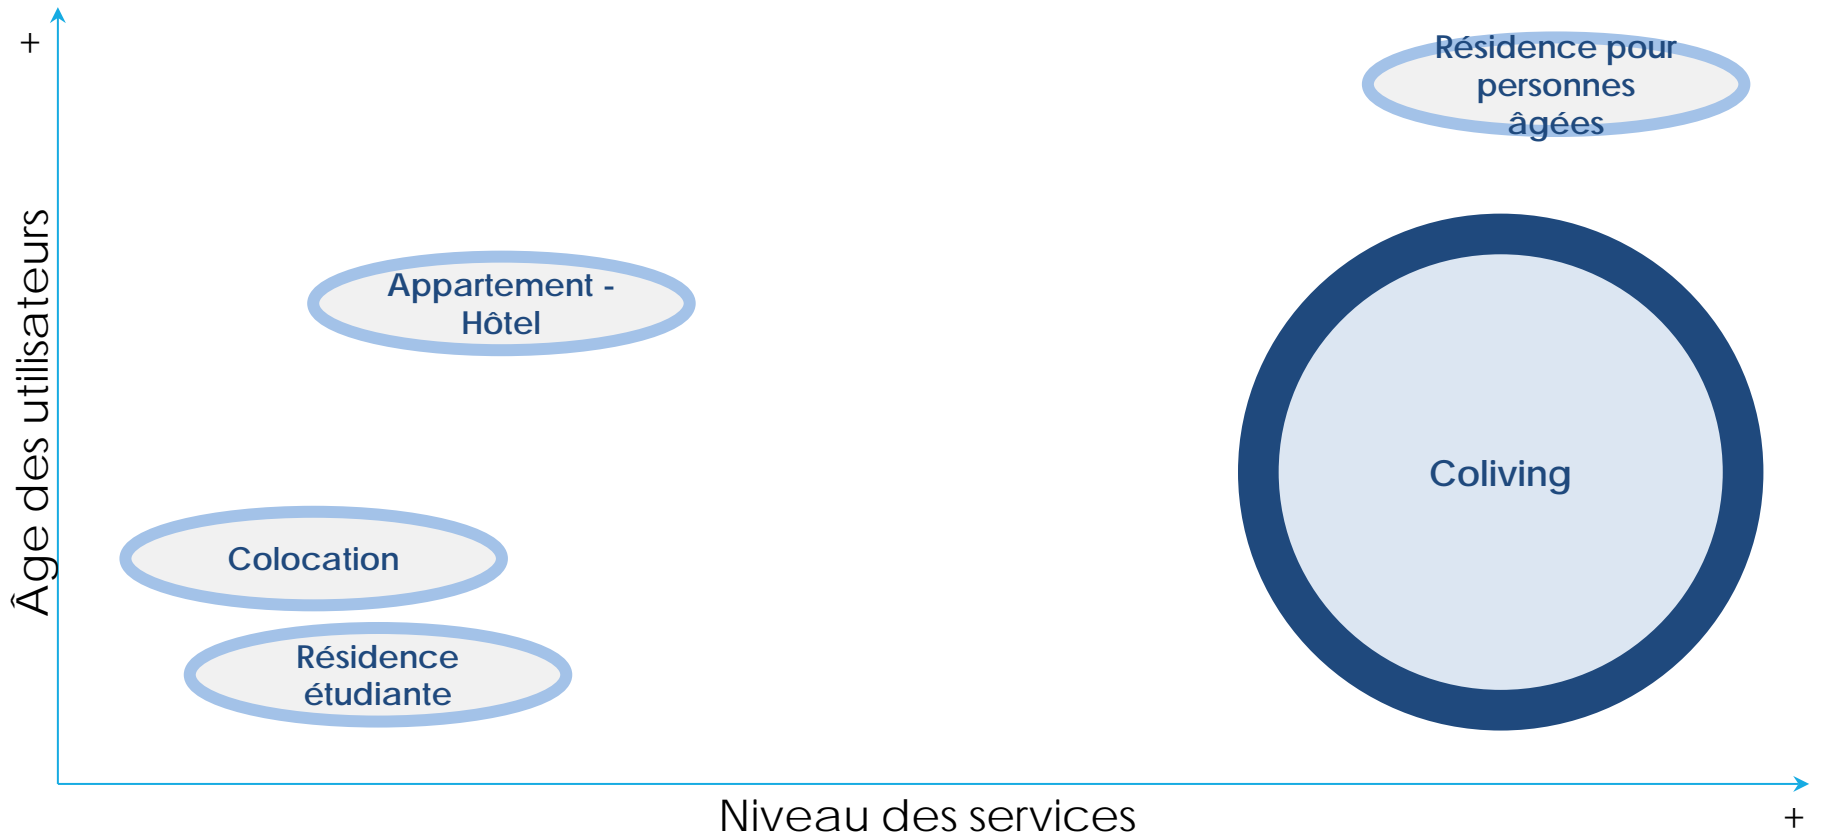 +
Résidence pour
personnes
âgées
Âge des utilisateurs
Appartement -
Hôtel
Coliving
Colocation
Résidence
étudiante
Niveau des services
+